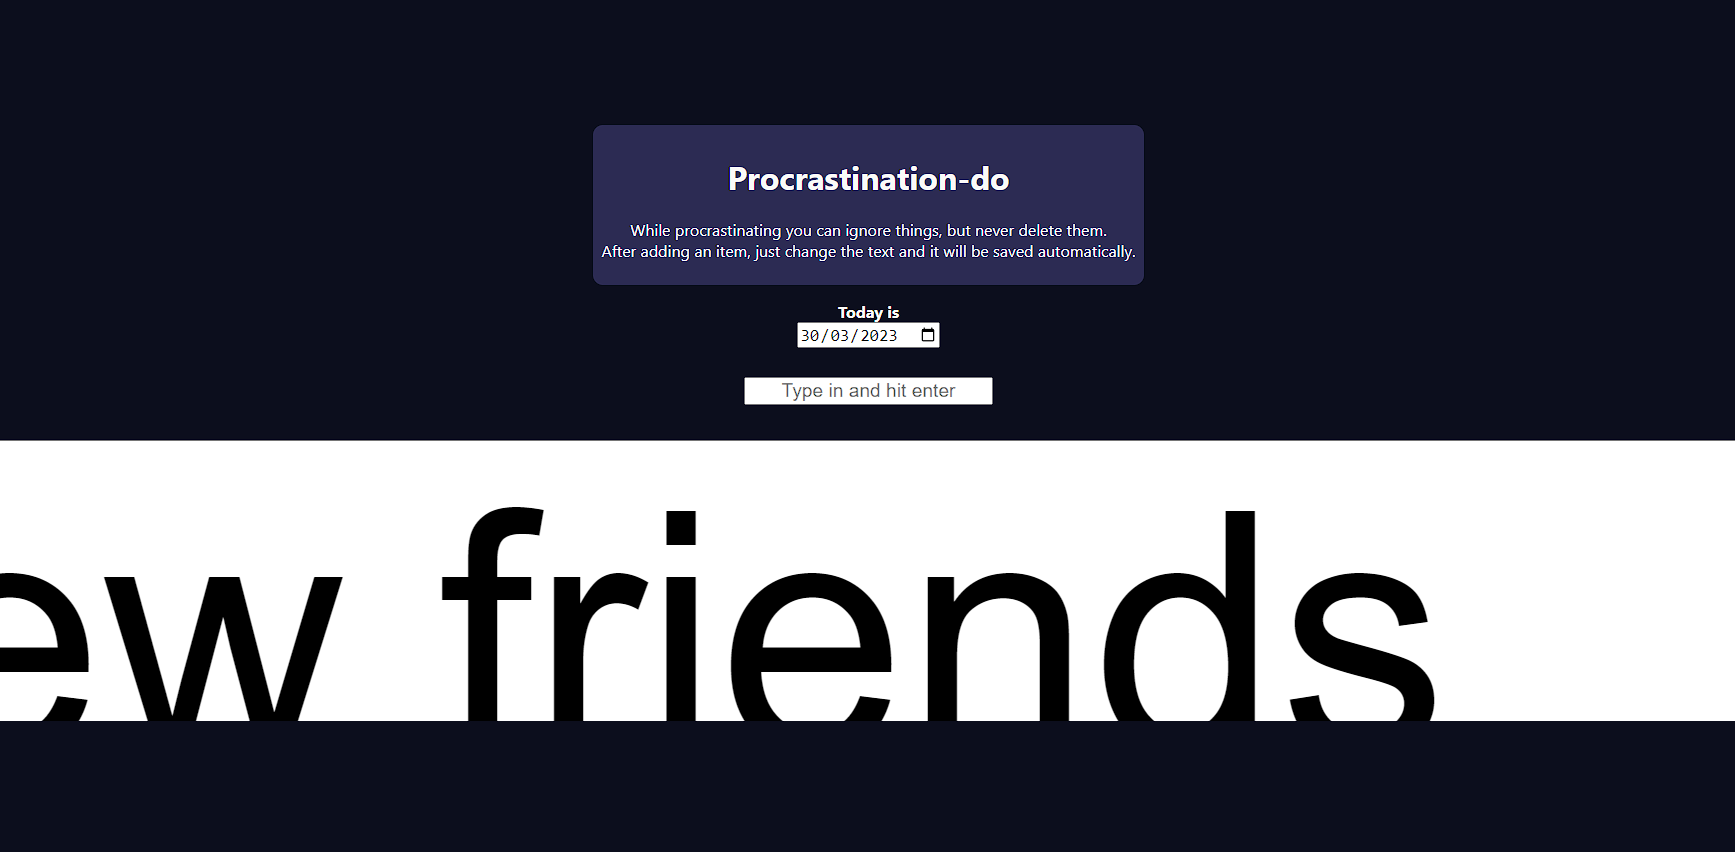 Procrastination-do
While procrastinating you can ignore things, but never delete them.
After adding an item, just change the text and it will be saved automatically.
Today is
30/03/2023
Type in and hit enter
ew friends